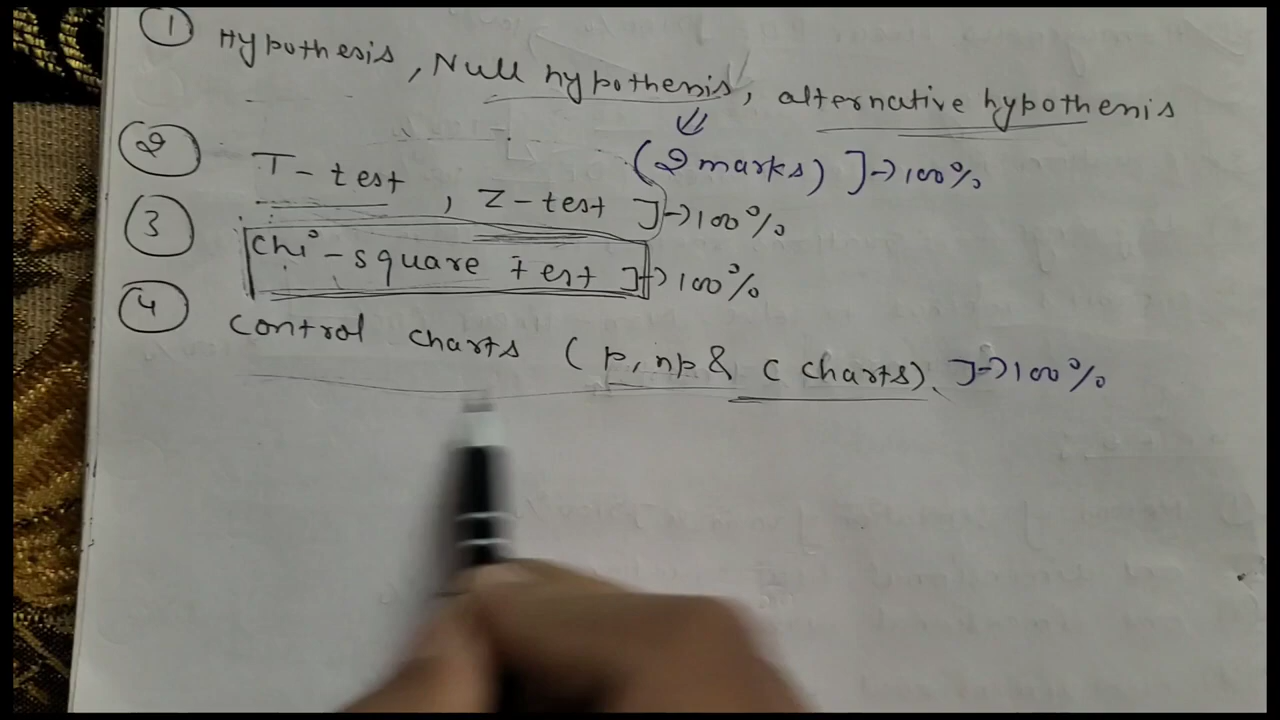 ① Hypothesis, Null hypothesis, alternative hypothesis
(2 marks) ] → 100%
② T-test, Z-test ] → 100%
③ chi-square test ] → 100%
④ control charts (p, np & C charts) ] → 100%